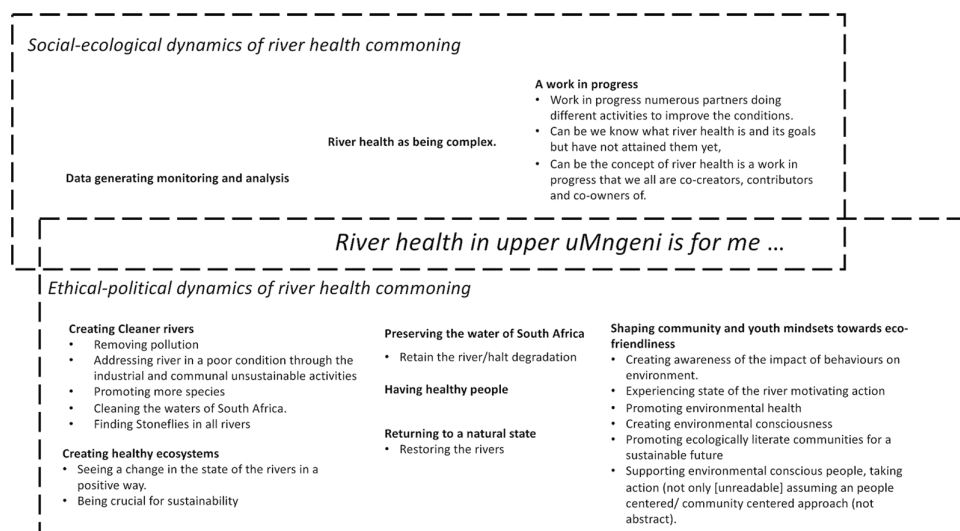 Social-ecological dynamics of river health commoning
A work in progress
• Work in progress numerous partners doing
different activities to improve the conditions.
• Can be we know what river health is and its goals
but have not attained them yet,
• Can be the concept of river health is a work in
progress that we all are co-creators, contributors
and co-owners of.
River health as being complex.
Data generating monitoring and analysis
River health in upper uMngeni is for me ...
Ethical-political dynamics of river health commoning
Creating Cleaner rivers
• Removing pollution
• Addressing river in a poor condition through the
industrial and communal unsustainable activities
• Promoting more species
• Cleaning the waters of South Africa.
• Finding Stoneflies in all rivers
Creating healthy ecosystems
• Seeing a change in the state of the rivers in a
positive way.
• Being crucial for sustainability
Preserving the water of South Africa
• Retain the river/halt degradation
Having healthy people
Returning to a natural state
• Restoring the rivers
Shaping community and youth mindsets towards eco-
friendliness
• Creating awareness of the impact of behaviours on
environment.
• Experiencing state of the river motivating action
• Promoting environmental health
• Creating environmental consciousness
• Promoting ecologically literate communities for a
sustainable future
• Supporting environmental conscious people, taking
action (not only [unreadable] assuming an people
centered/ community centered approach (not
abstract).